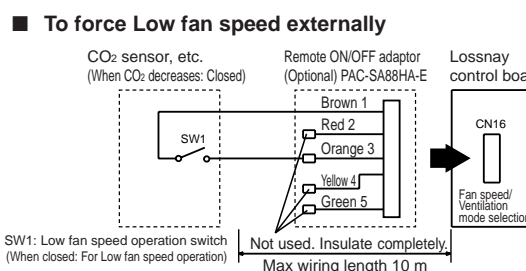 ■ To force Low fan speed externally
CO2 sensor, etc.
(When CO2 decreases: Closed)
Remote ON/OFF adaptor
(Optional) PAC-SA88HA-E
Lossnay
control
Brown 1
Red 2
Orange 3
Yellow 4
Green 5
SW1
CN16
Fan speed/
Ventilation
mode selection
SW1: Low fan speed operation switch
(When closed: For Low fan speed operation)
Not used. Insulate completely.
Max wiring length 10 m